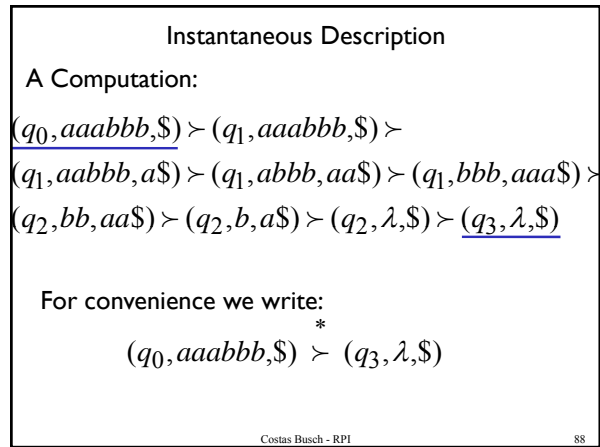 Instantaneous Description
A Computation:
(q₀,aaabbb,$) ≻ (q₁,aaabbb,$) ≻
(q₁,aabbb,a$) ≻ (q₁,abbb,aa$) ≻ (q₁,bbb,aaa$) ≻
(q₂,bb,aa$) ≻ (q₂,b,a$) ≻ (q₂,λ,$) ≻ (q₃,λ,$)
For convenience we write:
*
(q₀,aaabbb,$) ≻ (q₃,λ,$)
Costas Busch - RPI 88